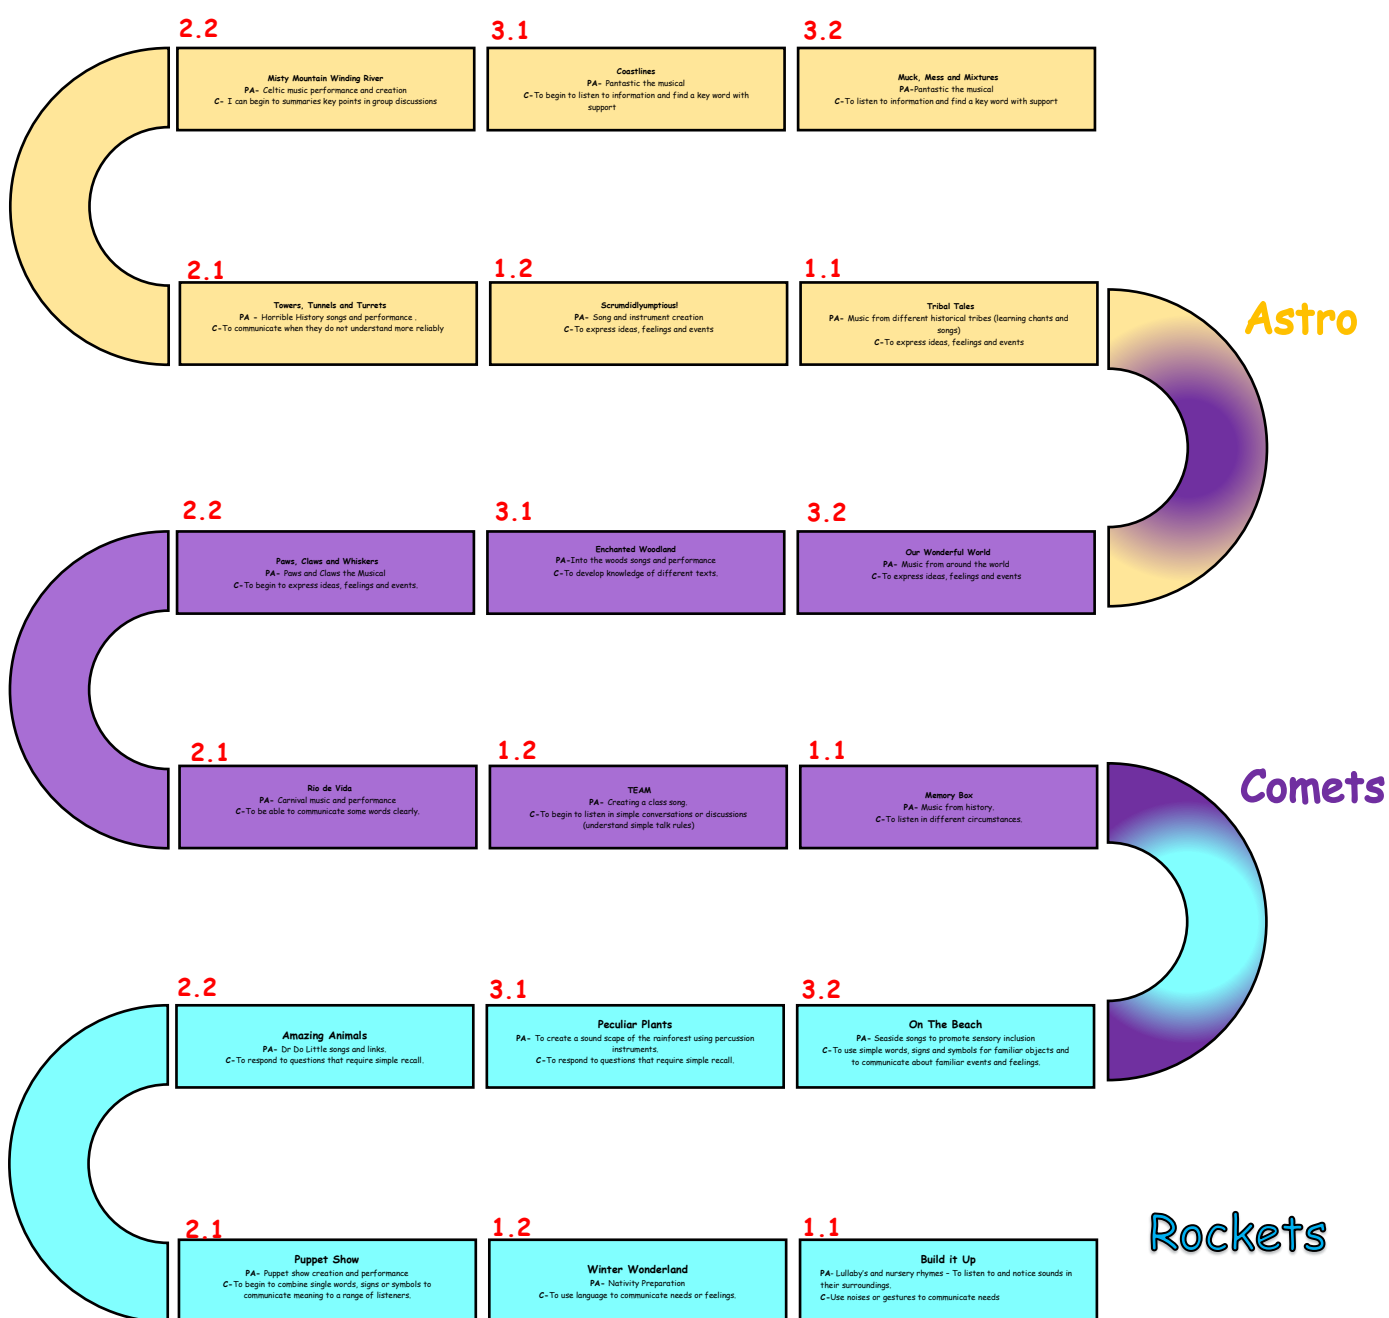 2.2
3.1
3.2
Misty Mountain Winding River
PA- Celtic music performance and creation
C- I can begin to summaries key points in group discussions
Coastlines
PA- Pantastic the musical
C-To begin to listen to information and find a key word with
support
Muck, Mess and Mixtures
PA-Pantastic the musical
C-To listen to information and find a key word with support
2.1
1.2
1.1
Towers, Tunnels and Turrets
PA - Horrible History songs and performance .
C-To communicate when they do not understand more reliably
Scrumdidlyumptious!
PA- Song and instrument creation
C-To express ideas, feelings and events
Tribal Tales
PA- Music from different historical tribes (learning chants and
songs)
C-To express ideas, feelings and events
Astro
2.2
3.1
3.2
Paws, Claws and Whiskers
PA- Paws and Claws the Musical
C-To begin to express ideas, feelings and events.
Enchanted Woodland
PA-Into the woods songs and performance
C-To develop knowledge of different texts.
Our Wonderful World
PA- Music from around the world
C-To express ideas, feelings and events
2.1
1.2
1.1
Rio de Vida
PA- Carnival music and performance
C-To be able to communicate some words clearly.
TEAM
PA- Creating a class song.
C-To begin to listen in simple conversations or discussions
(understand simple talk rules)
Memory Box
PA- Music from history.
C-To listen in different circumstances.
Comets
2.2
3.1
3.2
Amazing Animals
PA- Dr Do Little songs and links.
C-To respond to questions that require simple recall.
Peculiar Plants
PA- To create a sound scape of the rainforest using percussion
instruments.
C-To respond to questions that require simple recall.
On The Beach
PA- Seaside songs to promote sensory inclusion
C-To use simple words, signs and symbols for familiar objects and
to communicate about familiar events and feelings.
2.1
1.2
1.1
Puppet Show
PA- Puppet show creation and performance
C-To begin to combine single words, signs or symbols to
communicate meaning to a range of listeners.
Winter Wonderland
PA- Nativity Preparation
C-To use language to communicate needs or feelings.
Build it Up
PA- Lullaby's and nursery rhymes – To listen to and notice sounds in
their surroundings.
C-Use noises or gestures to communicate needs
Rockets